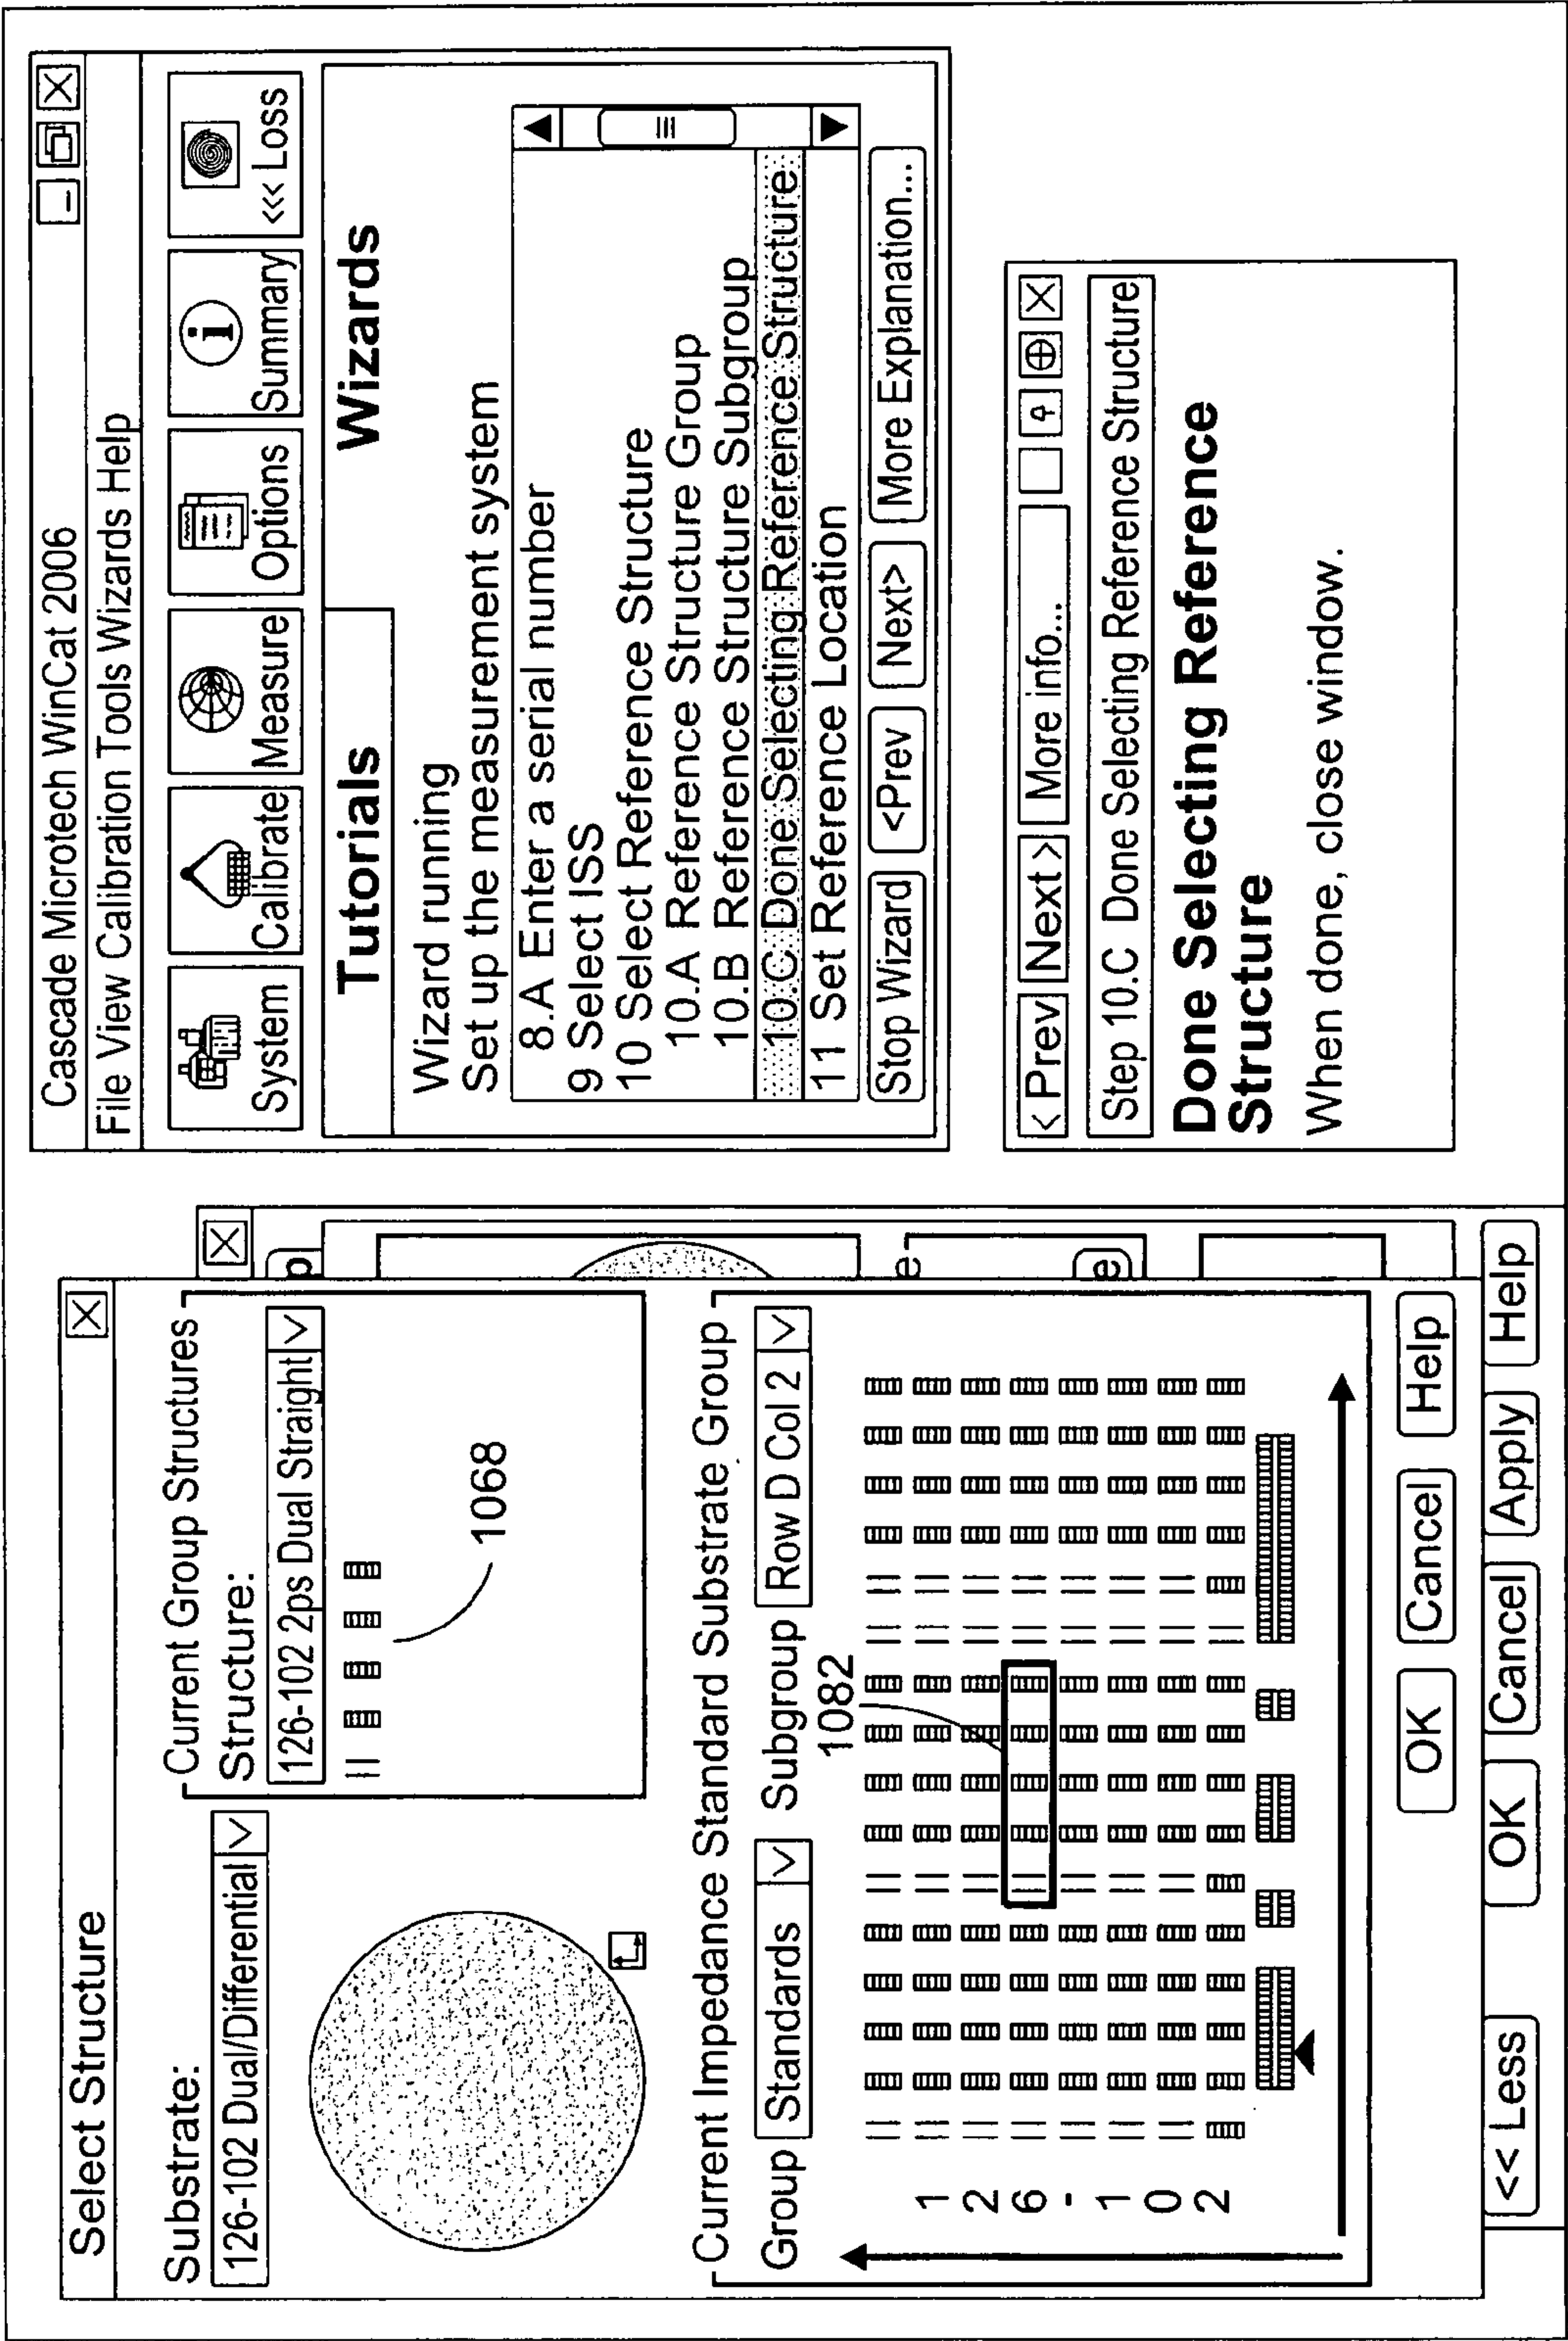 Select Structure
Substrate:
126-102 Dual/Differential
Current Group Structures
Structure:
126-102 2ps Dual Straight
1068
Current Impedance Standard Substrate Group
Group
Standards
Subgroup
Row D Col 2
1082
1
2
6
-
1
0
2
OK
Cancel
Help
p
e
e
<< Less
OK
Cancel
Apply
Help
Cascade Microtech WinCat 2006
File View Calibration Tools Wizards Help
System
Calibrate
Measure
Options
i
Summary
<<< Loss
Tutorials
Wizards
Wizard running
Set up the measurement system
8.A Enter a serial number
9 Select ISS
10 Select Reference Structure
10.A Reference Structure Group
10.B Reference Structure Subgroup
10.C Done Selecting Reference Structure
11 Set Reference Location
Stop Wizard
<Prev
Next>
More Explanation...
< Prev
Next >
More info...
Step 10.C Done Selecting Reference Structure
Done Selecting Reference
Structure
When done, close window.